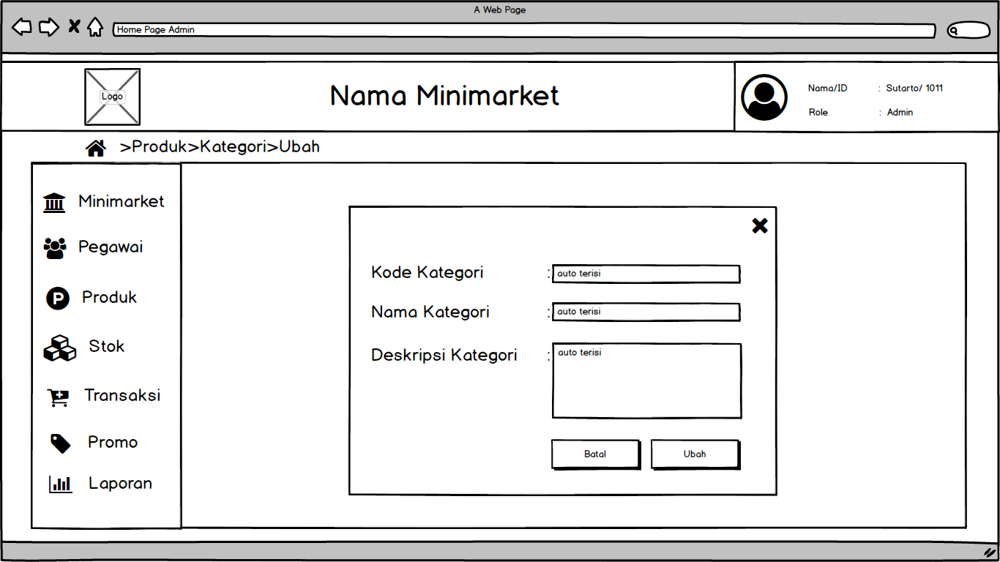 A Web Page
Home Page Admin
Logo
Nama Minimarket
Nama/ID : Sutarto/ 1011
Role : Admin
>Produk>Kategori>Ubah
Minimarket
Pegawai
P Produk
Stok
Transaksi
Promo
Laporan
Kode Kategori : auto terisi
Nama Kategori : auto terisi
Deskripsi Kategori : auto terisi
Batal Ubah